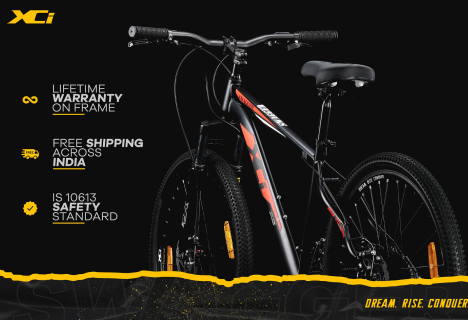 XCi
LIFETIME
WARRANTY
ON FRAME
FREE SHIPPING
ACROSS
INDIA
IS 10613
SAFETY
STANDARD
DREAM. RISE. CONQUER